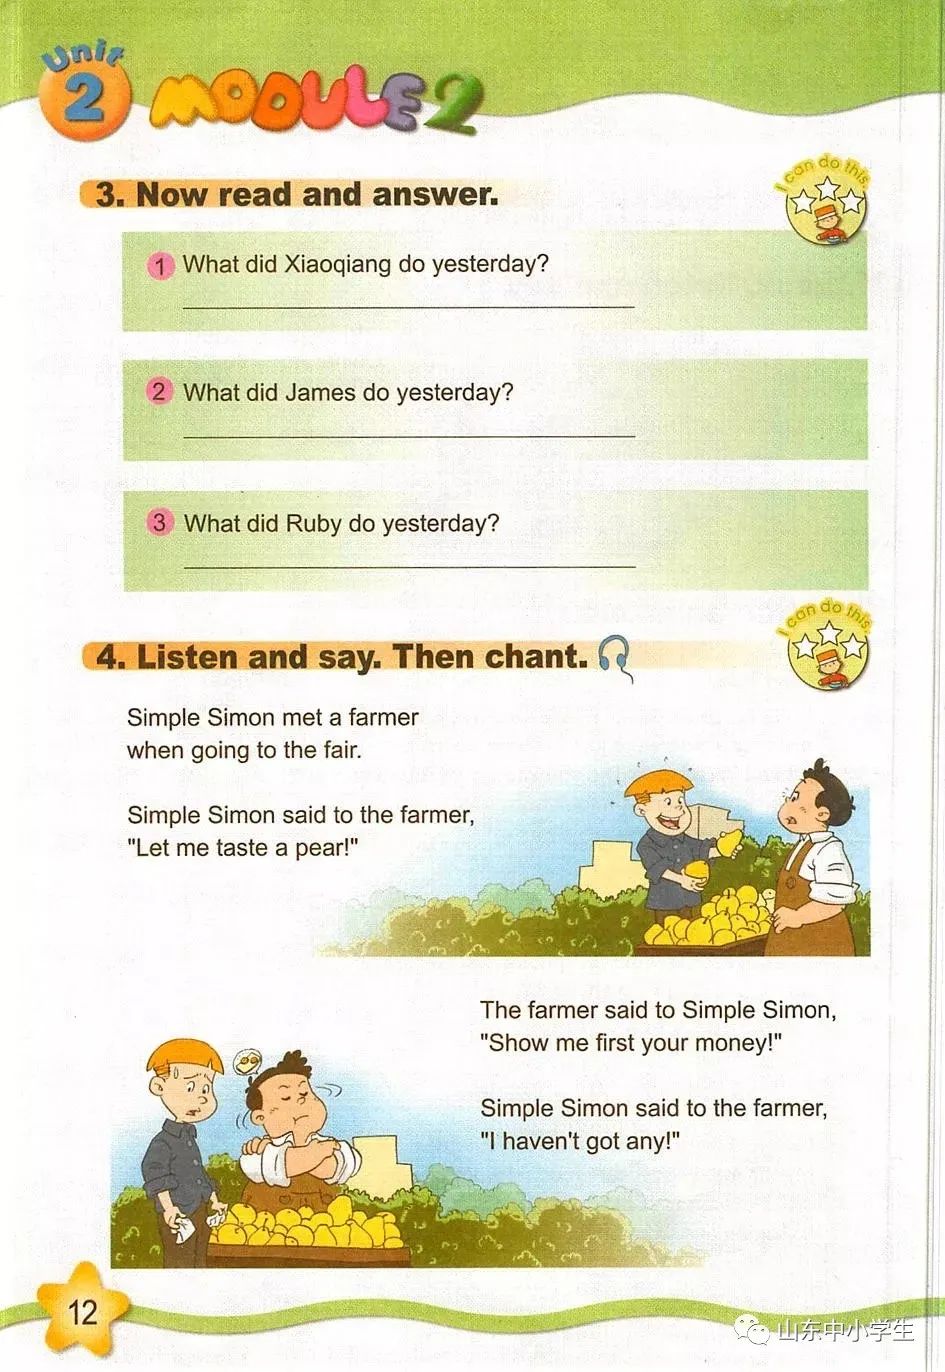 Unit
2
MODULE 2
3. Now read and answer.
I can do this.
1 What did Xiaoqiang do yesterday?
2 What did James do yesterday?
3 What did Ruby do yesterday?
4. Listen and say. Then chant.
I can do this.
Simple Simon met a farmer
when going to the fair.
Simple Simon said to the farmer,
"Let me taste a pear!"
The farmer said to Simple Simon,
"Show me first your money!"
Simple Simon said to the farmer,
"I haven't got any!"
12
山东中小学生